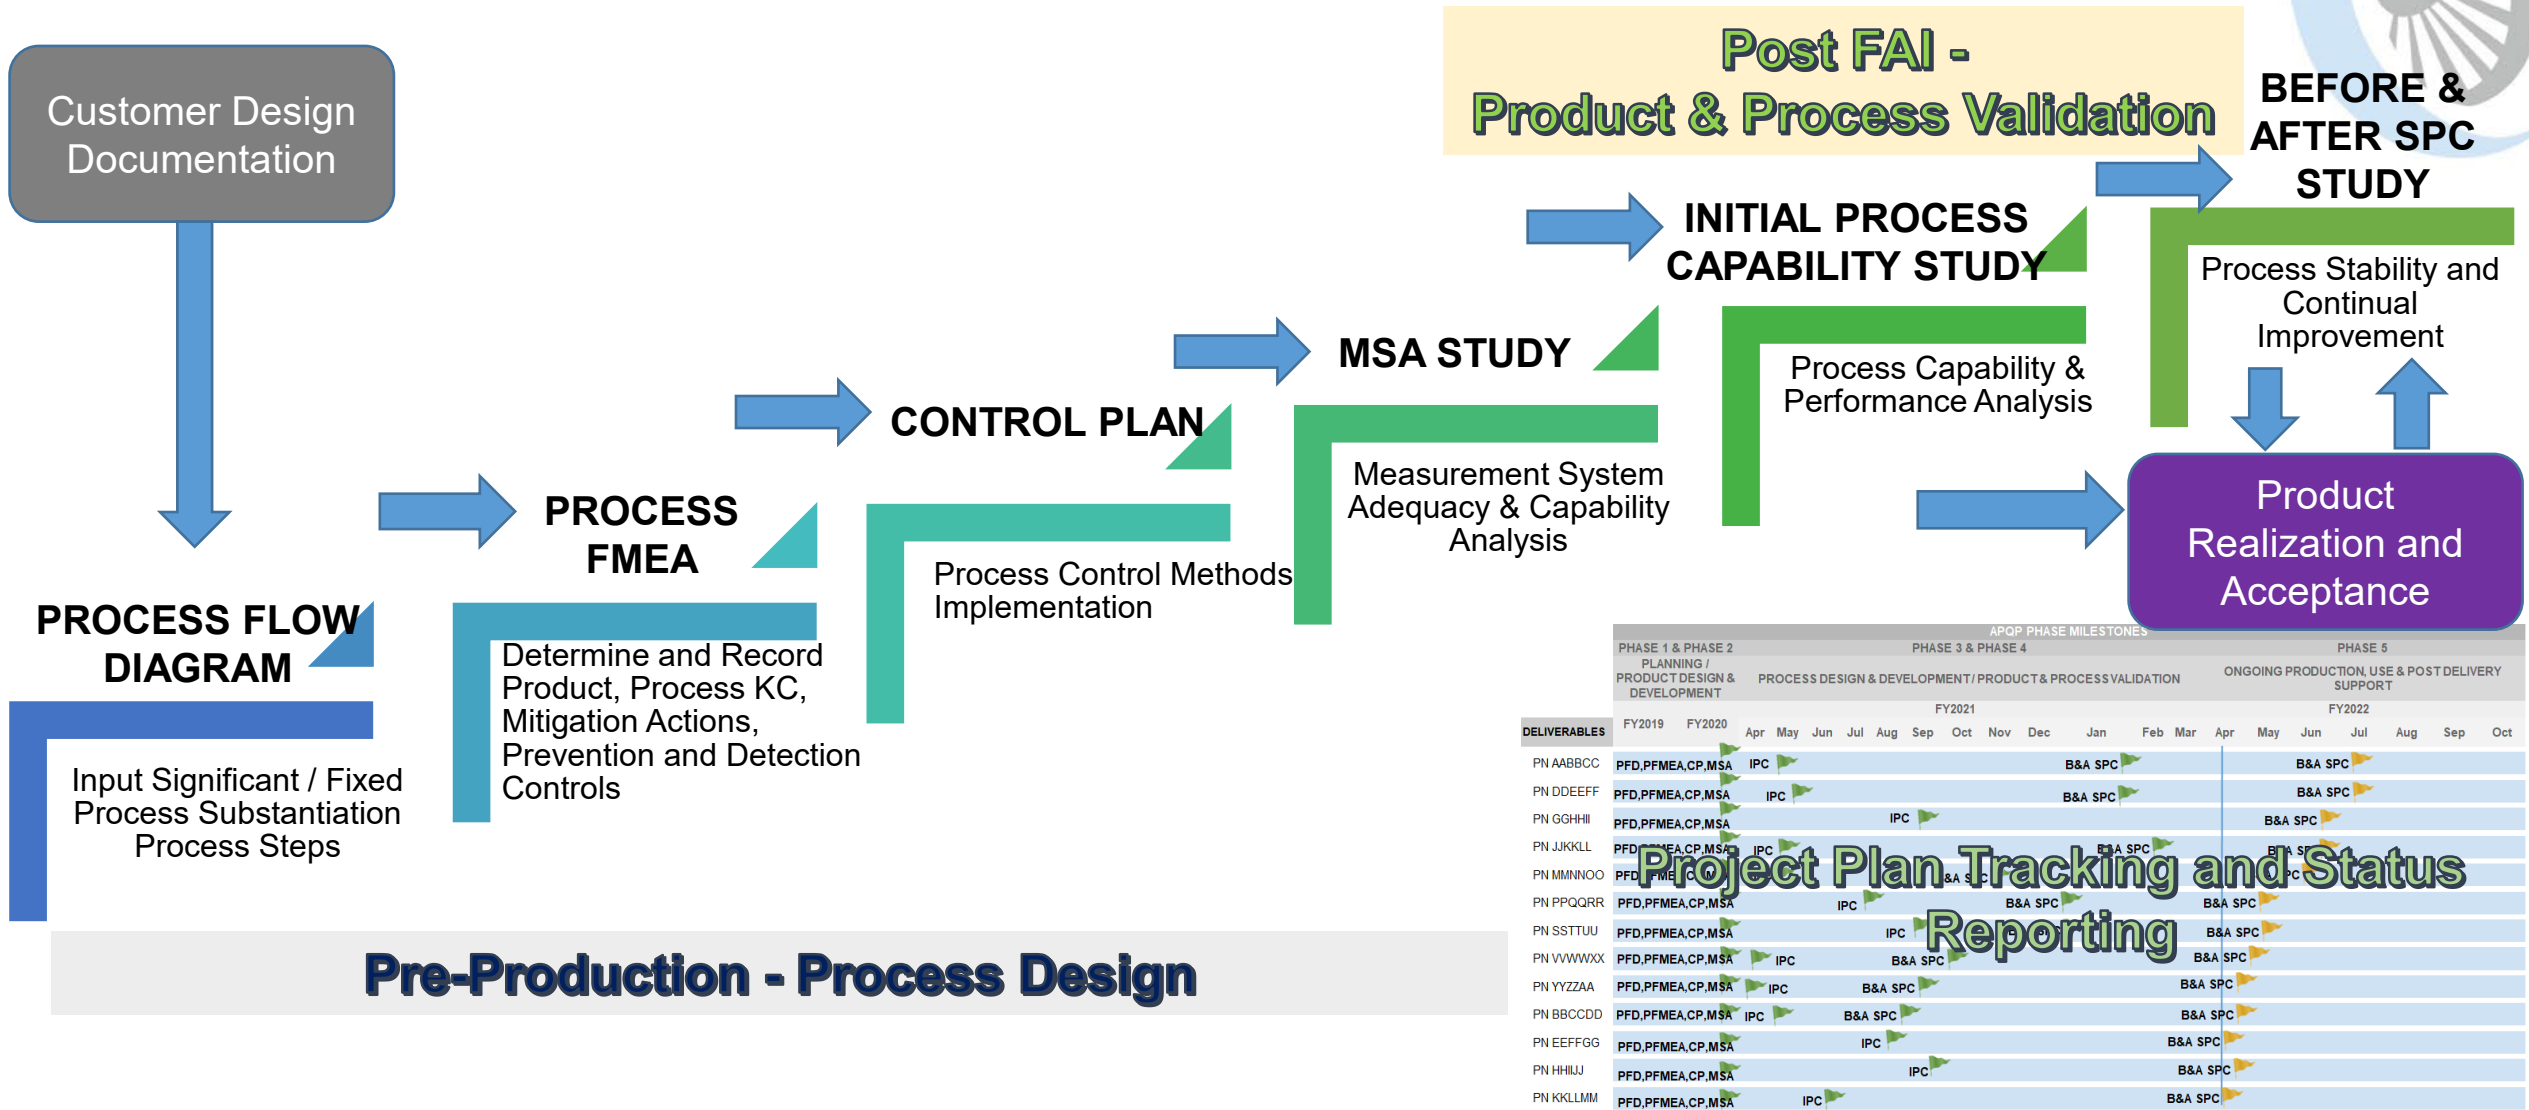 Post FAI -
Product & Process Validation
Customer Design
Documentation
BEFORE &
AFTER SPC
STUDY
Process Stability and
Continual
Improvement
INITIAL PROCESS
CAPABILITY STUDY
Process Capability &
Performance Analysis
MSA STUDY
Measurement System
Adequacy & Capability
Analysis
CONTROL PLAN
Process Control Methods
Implementation
PROCESS
FMEA
Determine and Record
Product, Process KC,
Mitigation Actions,
Prevention and Detection
Controls
PROCESS FLOW
DIAGRAM
Input Significant / Fixed
Process Substantiation
Process Steps
Pre-Production - Process Design
Product
Realization and
Acceptance
APQP PHASE MILESTONES
PHASE 1 & PHASE 2 PHASE 3 & PHASE 4 PHASE 5
PLANNING /
PRODUCT DESIGN &
DEVELOPMENT
PROCESS DESIGN & DEVELOPMENT / PRODUCT & PROCESS VALIDATION
ONGOING PRODUCTION, USE & POST DELIVERY
SUPPORT
FY2019 FY2020 FY2021 FY2022
DELIVERABLES Apr May Jun Jul Aug Sep Oct Nov Dec Jan Feb Mar Apr May Jun Jul Aug Sep Oct
PN AABBCC PFD,PFMEA,CP,MSA IPC B&A SPC B&A SPC
PN DDEEFF PFD,PFMEA,CP,MSA IPC B&A SPC B&A SPC
PN GGHHII PFD,PFMEA,CP,MSA IPC B&A SPC
PN JJKKLL PFD,PFMEA,CP,MSA IPC B&A SPC
PN MMNNOO
Project Plan Tracking and Status
Reporting
PN PPQQRR PFD,PFMEA,CP,MSA IPC B&A SPC B&A SPC
PN SSTTUU PFD,PFMEA,CP,MSA IPC B&A SPC
PN VVWWXX PFD,PFMEA,CP,MSA IPC B&A SPC B&A SPC
PN YYZZAA PFD,PFMEA,CP,MSA IPC B&A SPC B&A SPC
PN BBCCDD PFD,PFMEA,CP,MSA IPC B&A SPC B&A SPC
PN EEFFGG PFD,PFMEA,CP,MSA IPC B&A SPC
PN HHIIJJ PFD,PFMEA,CP,MSA IPC B&A SPC
PN KKLLMM PFD,PFMEA,CP,MSA IPC B&A SPC